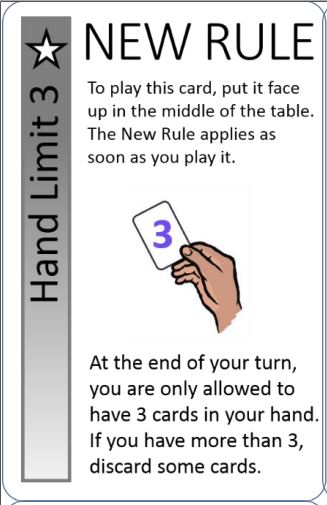 NEW RULE
Hand Limit 3
To play this card, put it face
up in the middle of the table.
The New Rule applies as
soon as you play it.
3
At the end of your turn,
you are only allowed to
have 3 cards in your hand.
If you have more than 3,
discard some cards.